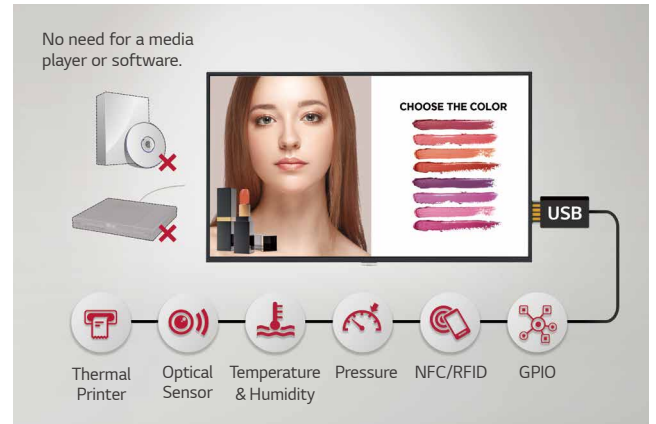 No need for a media
player or software.
CHOOSE THE COLOR
USB
Thermal
Printer
Optical
Sensor
Temperature
& Humidity
Pressure
NFC/RFID
GPIO